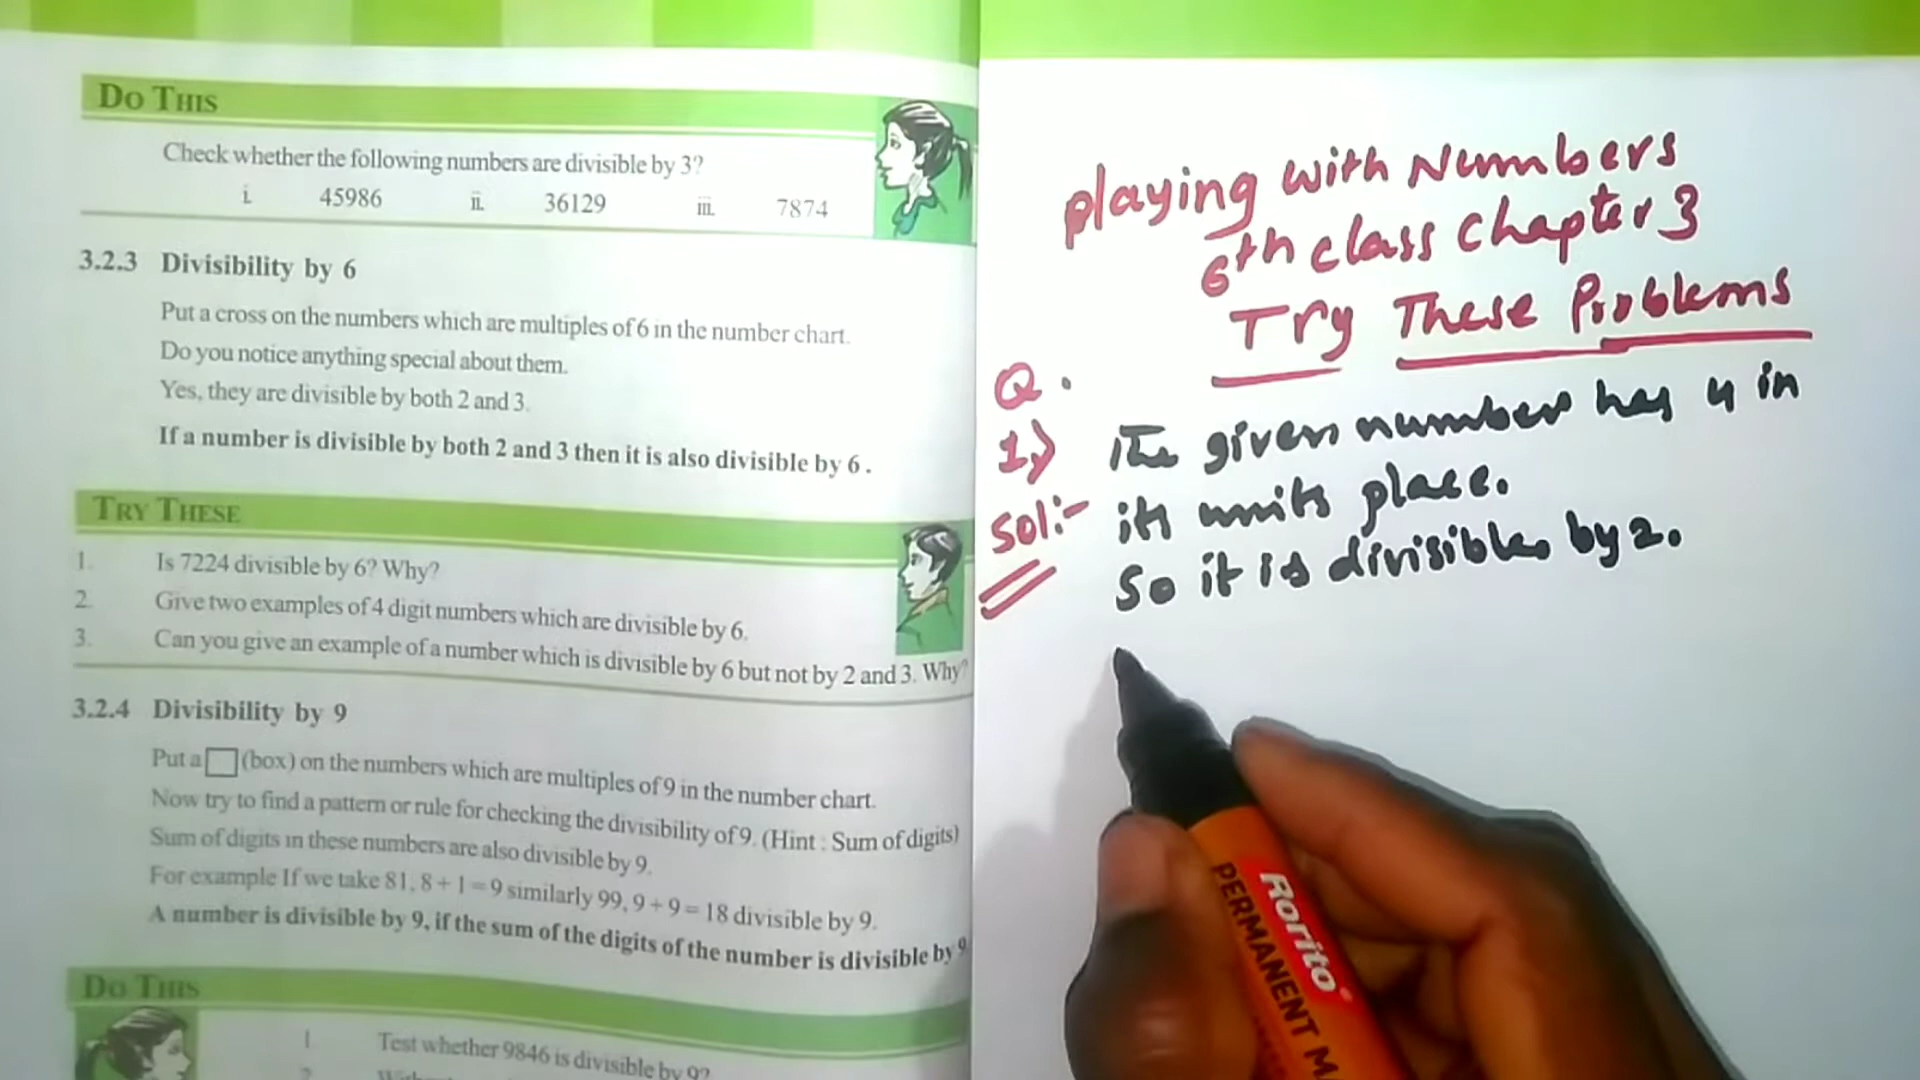 DO THIS
Check whether the following numbers are divisible by 3?
i. 45986 ii. 36129 iii. 7874
3.2.3 Divisibility by 6
Put a cross on the numbers which are multiples of 6 in the number chart.
Do you notice anything special about them.
Yes, they are divisible by both 2 and 3.
If a number is divisible by both 2 and 3 then it is also divisible by 6 .
TRY THESE
1. Is 7224 divisible by 6? Why?
2. Give two examples of 4 digit numbers which are divisible by 6.
3. Can you give an example of a number which is divisible by 6 but not by 2 and 3. Why?
3.2.4 Divisibility by 9
Put a (box) on the numbers which are multiples of 9 in the number chart.
Now try to find a pattern or rule for checking the divisibility of 9. (Hint : Sum of digits)
Sum of digits in these numbers are also divisible by 9.
For example If we take 81, 8 + 1 = 9 similarly 99, 9 + 9 = 18 divisible by 9.
A number is divisible by 9, if the sum of the digits of the number is divisible by 9
DO THIS
1 Test whether 9846 is divisible by 9?
playing with Numbers
6th class Chapter 3
Try These Problems
Q.
1) The given number has 4 in
Sol:- its units place.
So it is divisible by 2.
Rorito
PERMANENT MA